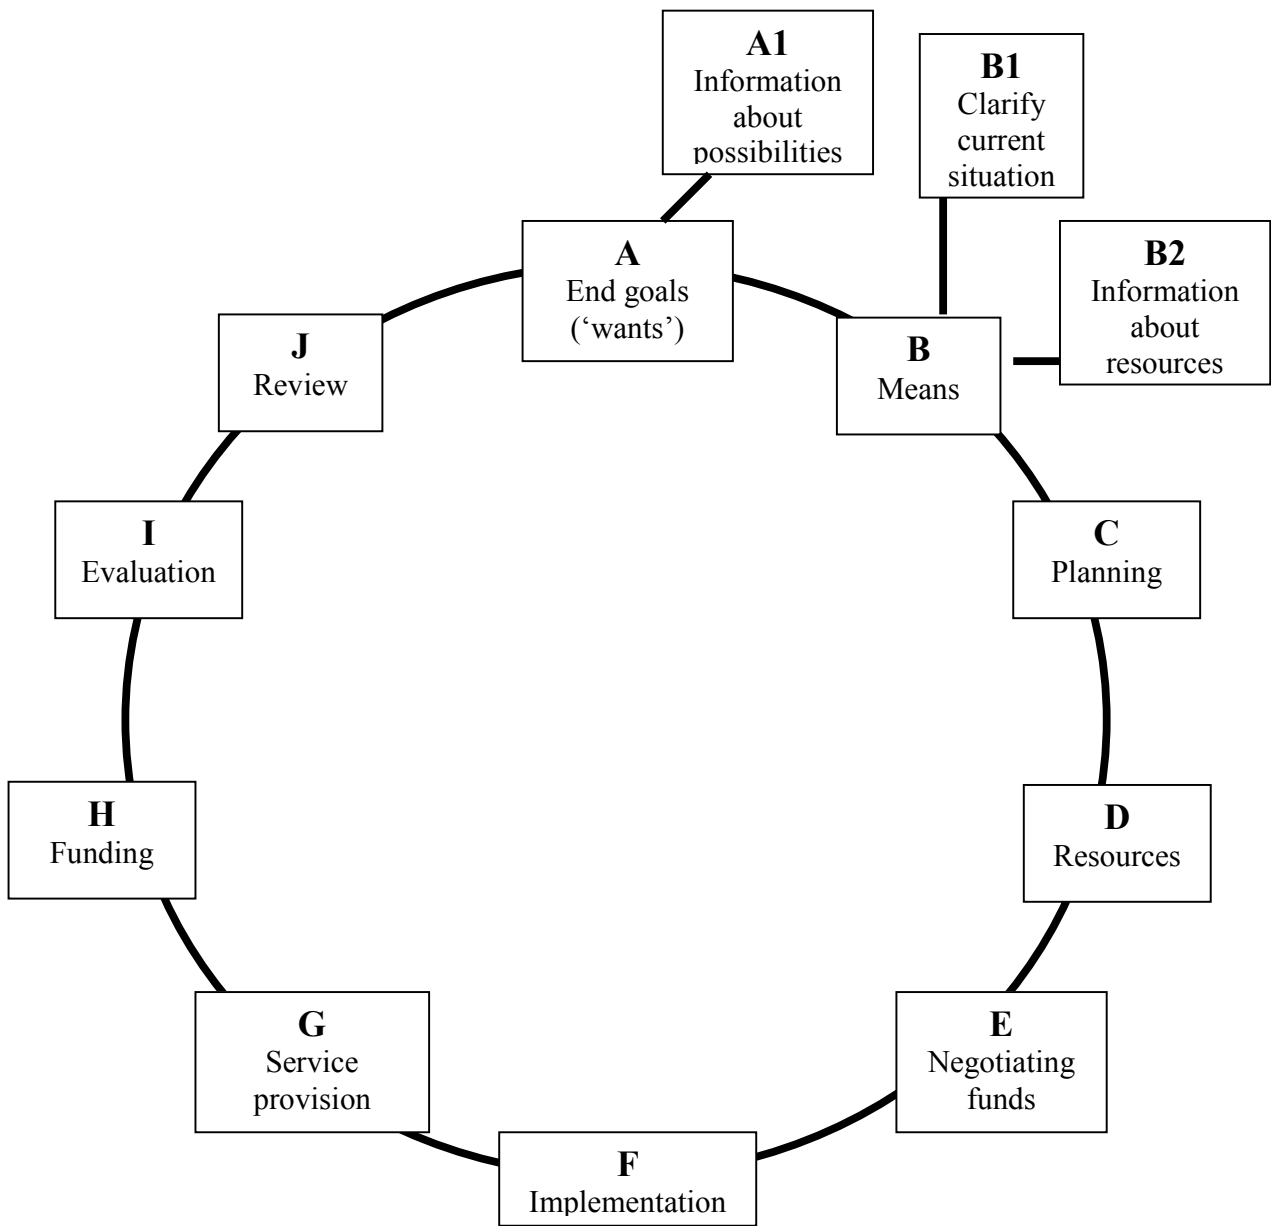 A1
Information
about
possibilities
B1
Clarify
current
situation
B2
Information
about
resources
A
End goals
(‘wants’)
B
Means
C
Planning
D
Resources
E
Negotiating
funds
F
Implementation
G
Service
provision
H
Funding
I
Evaluation
J
Review